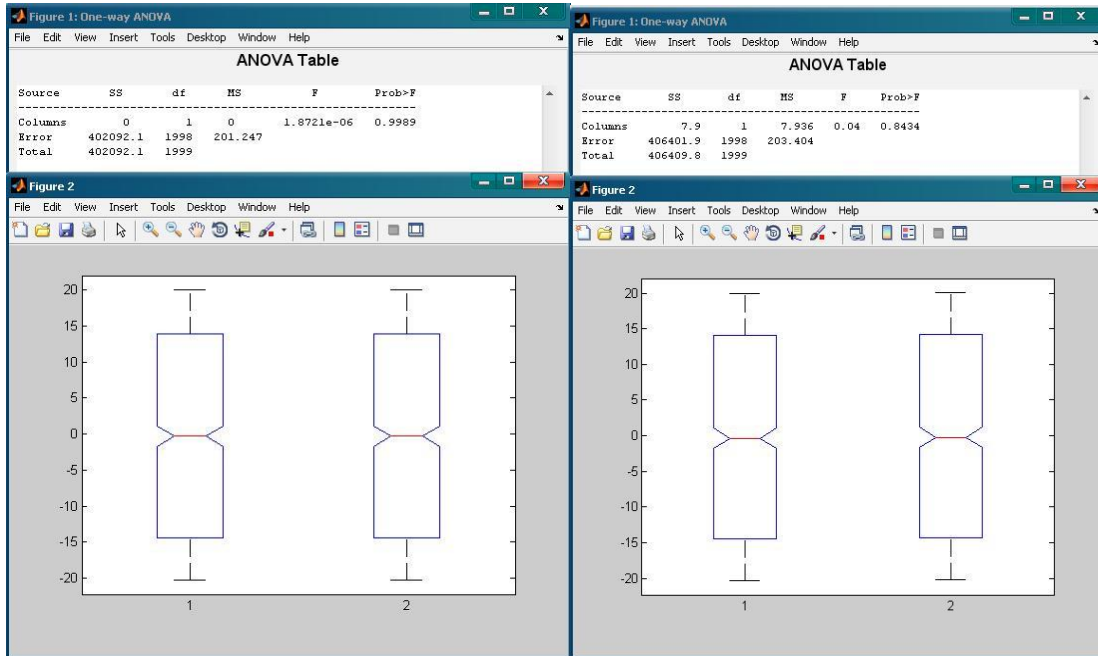 Figure 1: One-way ANOVA
File Edit View Insert Tools Desktop Window Help
ANOVA Table
Source SS df MS F Prob>F
Columns 0 1 0 1.8721e-06 0.9989
Error 402092.1 1998 201.247
Total 402092.1 1999
Figure 2
File Edit View Insert Tools Desktop Window Help
20
15
10
5
0
-5
-10
-15
-20
1 2
Figure 1: One-way ANOVA
File Edit View Insert Tools Desktop Window Help
ANOVA Table
Source SS df MS F Prob>F
Columns 7.9 1 7.936 0.04 0.8434
Error 406401.9 1998 203.404
Total 406409.8 1999
Figure 2
File Edit View Insert Tools Desktop Window Help
20
15
10
5
0
-5
-10
-15
-20
1 2